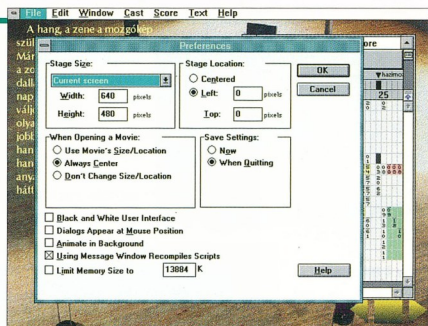 File Edit Window Cast Score Text Help
A hang, a zene a mozgókép
Preferences
Stage Size:
Current screen
Width: 640 pixels
Height: 480 pixels
Stage Location:
Centered
Left: 0 pixels
Top: 0 pixels
OK
Cancel
When Opening a Movie:
Use Movie's Size/Location
Always Center
Don't Change Size/Location
Save Settings:
Now
When Quitting
Black and White User Interface
Dialogs Appear at Mouse Position
Animate in Background
Using Message Window Recompiles Scripts
Limit Memory Size to 13884 K
Help
szül
Már
a zo
dall
nap
válj
olya
jobl
han
han
any
hátt
ore
25